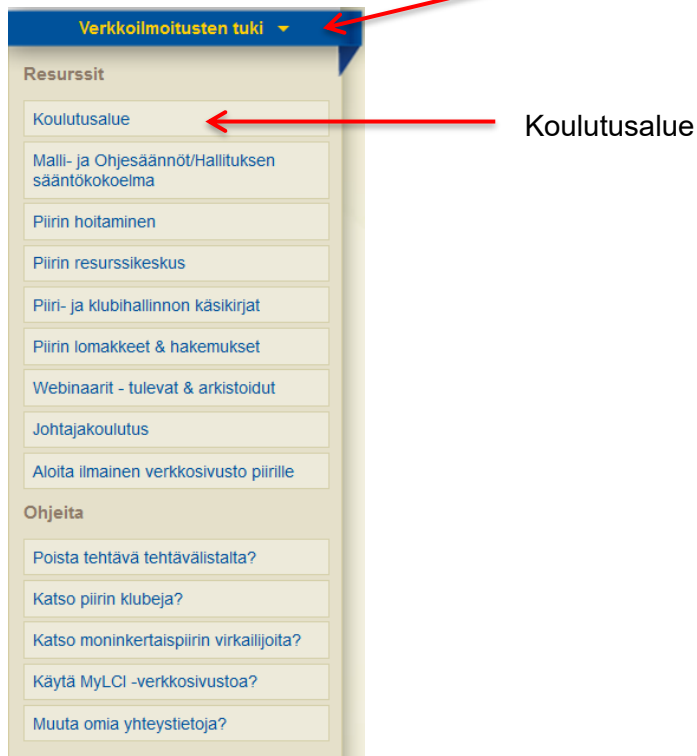 Verkkoilmoitusten tuki
Resurssit
Koulutusalue
Koulutusalue
Malli- ja Ohjesäännöt/Hallituksen
sääntökokoelma
Piirin hoitaminen
Piirin resurssikeskus
Piiri- ja klubihallinnon käsikirjat
Piirin lomakkeet & hakemukset
Webinaarit - tulevat & arkistoidut
Johtajakoulutus
Aloita ilmainen verkkosivusto piirille
Ohjeita
Poista tehtävä tehtävälistalta?
Katso piirin klubeja?
Katso moninkertaispiirin virkailijoita?
Käytä MyLCI -verkkosivustoa?
Muuta omia yhteystietoja?